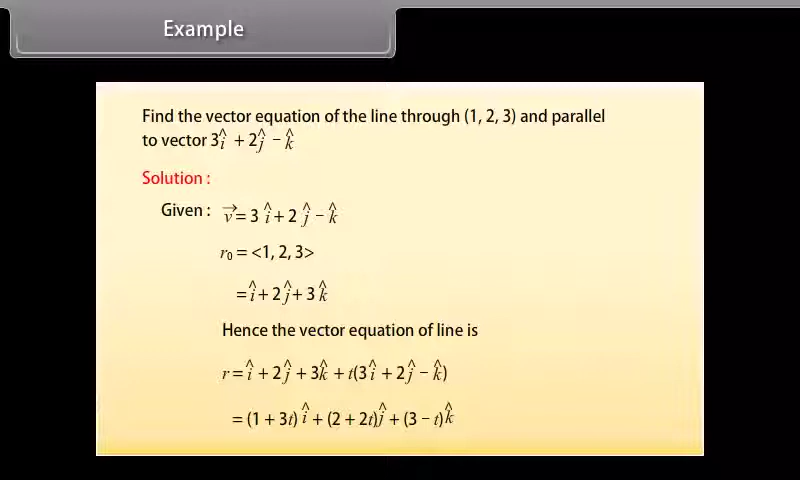 Example
Find the vector equation of the line through (1, 2, 3) and parallel
to vector 3î + 2ĵ − k̂
Solution :
Given : v⃗ = 3 î + 2 ĵ − k̂
r₀ = <1, 2, 3>
= î + 2ĵ + 3 k̂
Hence the vector equation of line is
r = î + 2ĵ + 3k̂ + t(3î + 2ĵ − k̂)
= (1 + 3t) î + (2 + 2t)ĵ + (3 − t)k̂